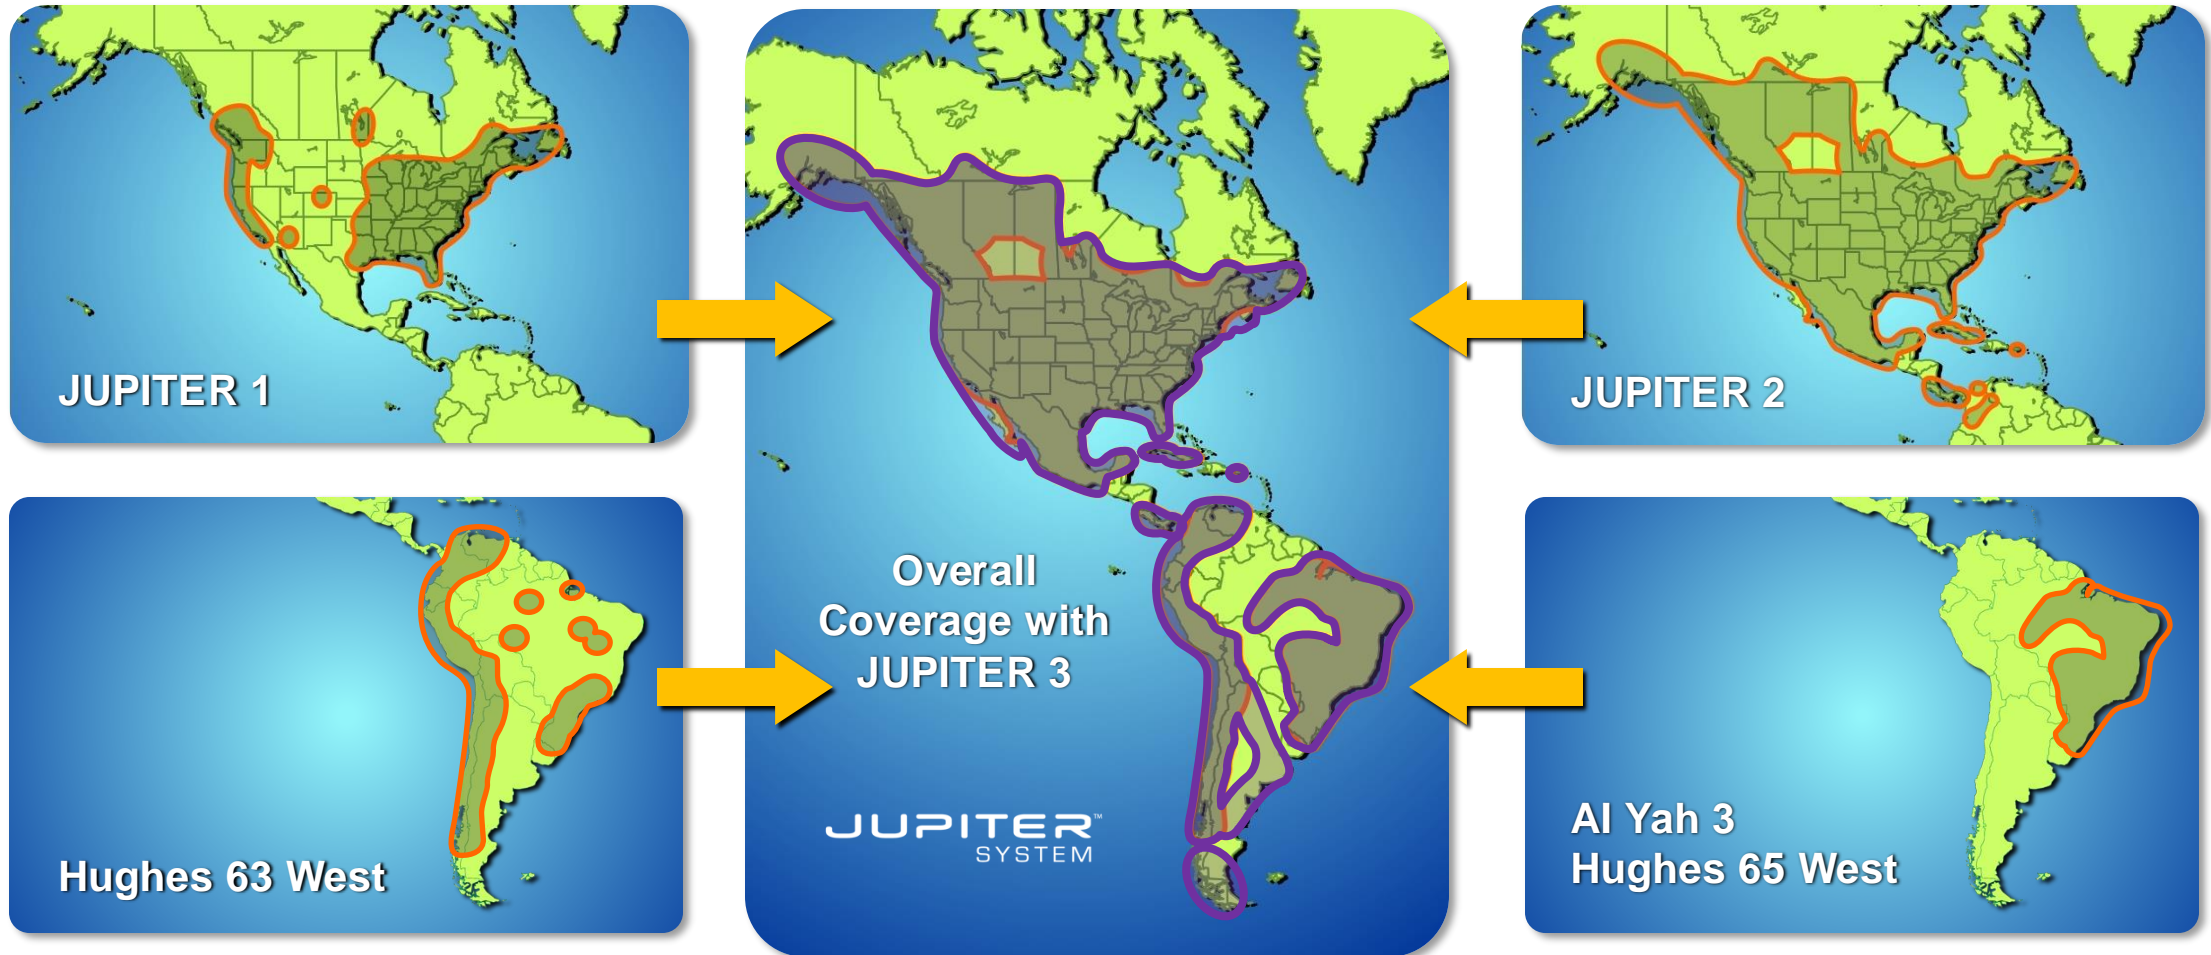 JUPITER 1
JUPITER 2
Overall
Coverage with
JUPITER 3
JUPITER™
SYSTEM
Hughes 63 West
Al Yah 3
Hughes 65 West